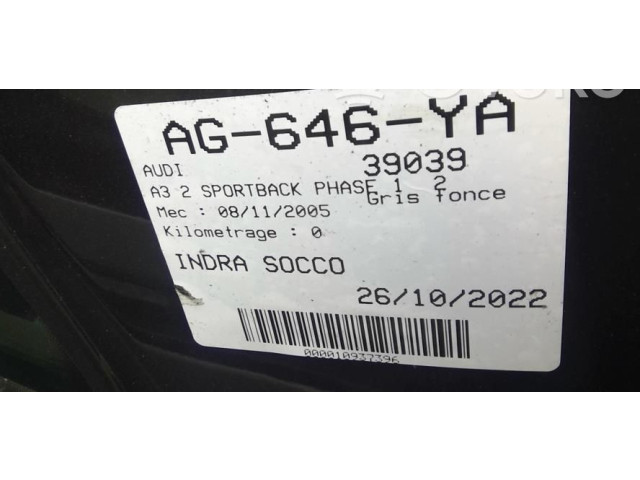 AG-646-YA
AUDI 39039
A3 2 SPORTBACK PHASE 1 2
Gris fonce
Mec : 08/11/2005
Kilometrage : 0
INDRA SOCCO
26/10/2022
000010937396